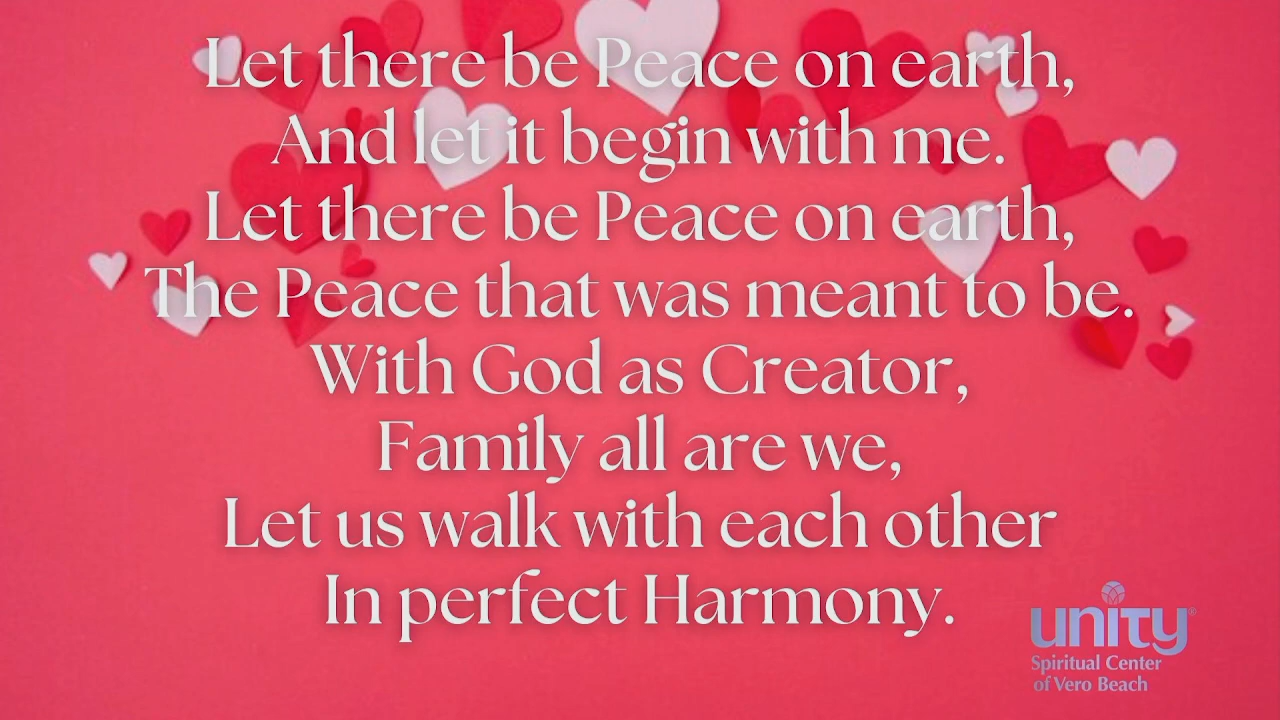 Let there be Peace on earth,
And let it begin with me.
Let there be Peace on earth,
The Peace that was meant to be.
With God as Creator,
Family all are we,
Let us walk with each other
In perfect Harmony.
unity®
Spiritual Center
of Vero Beach